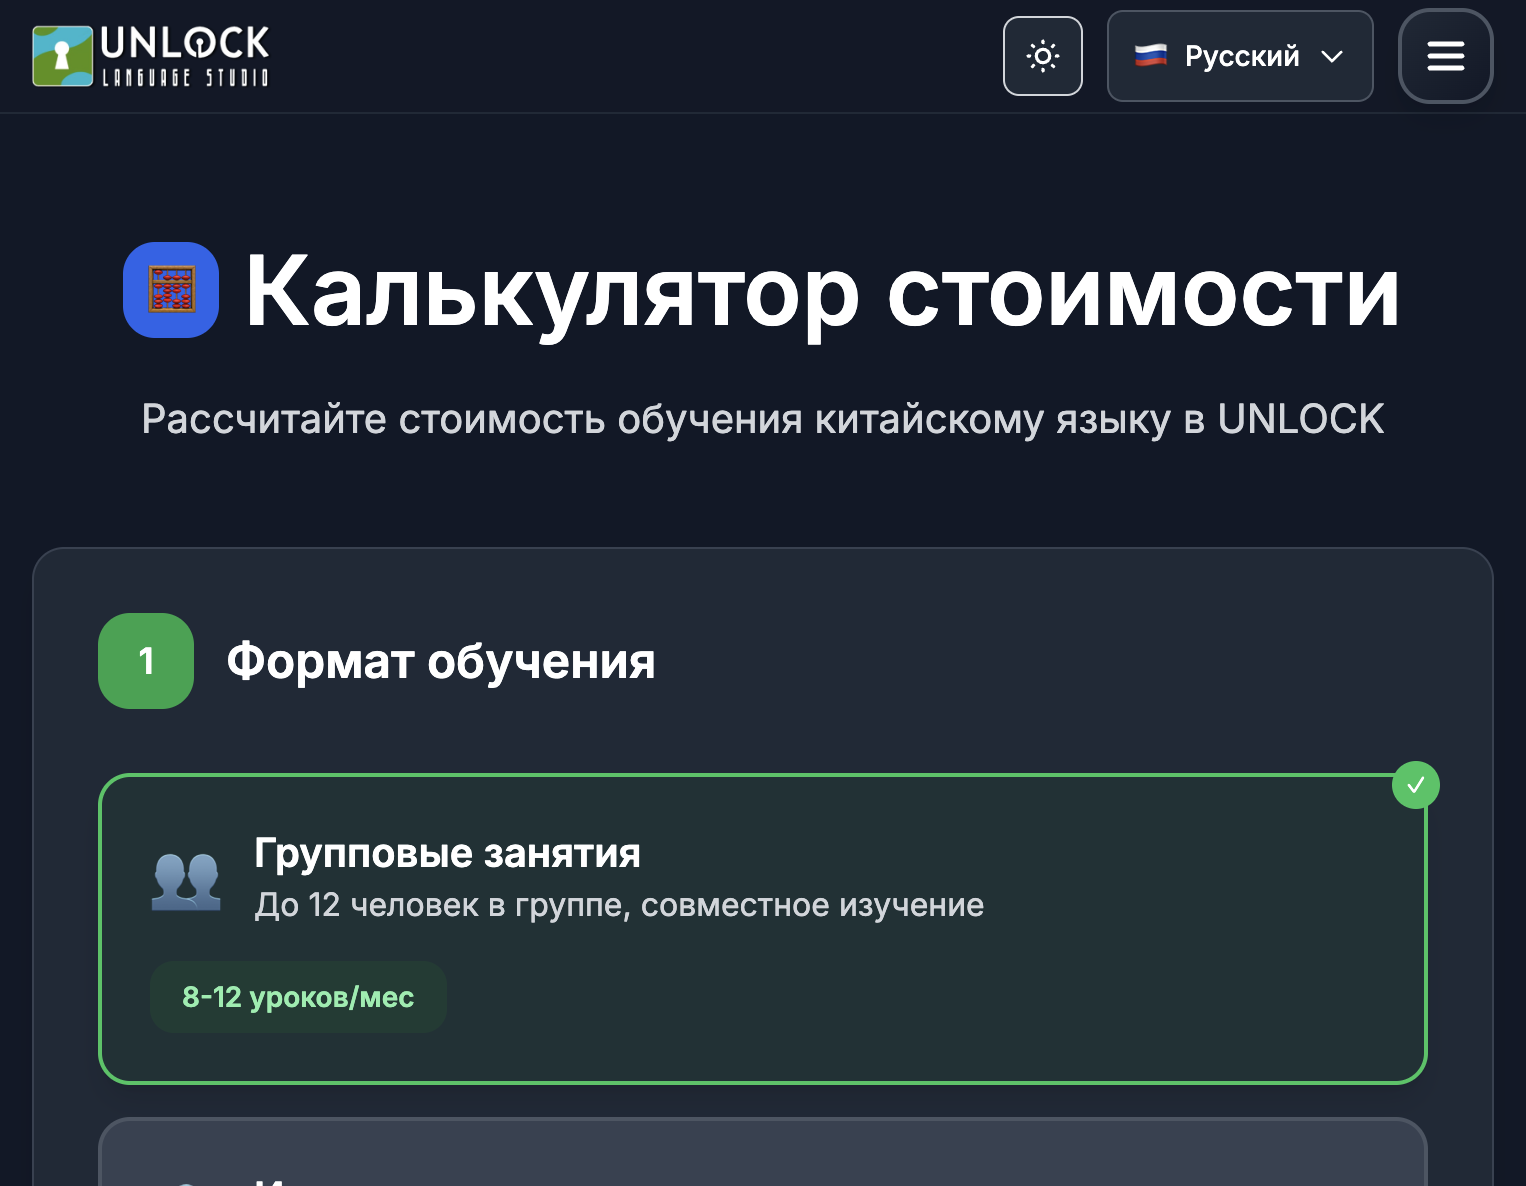 UNLOCK
LANGUAGE STUDIO
Русский
Калькулятор стоимости
Рассчитайте стоимость обучения китайскому языку в UNLOCK
1
Формат обучения
Групповые занятия
До 12 человек в группе, совместное изучение
8-12 уроков/мес